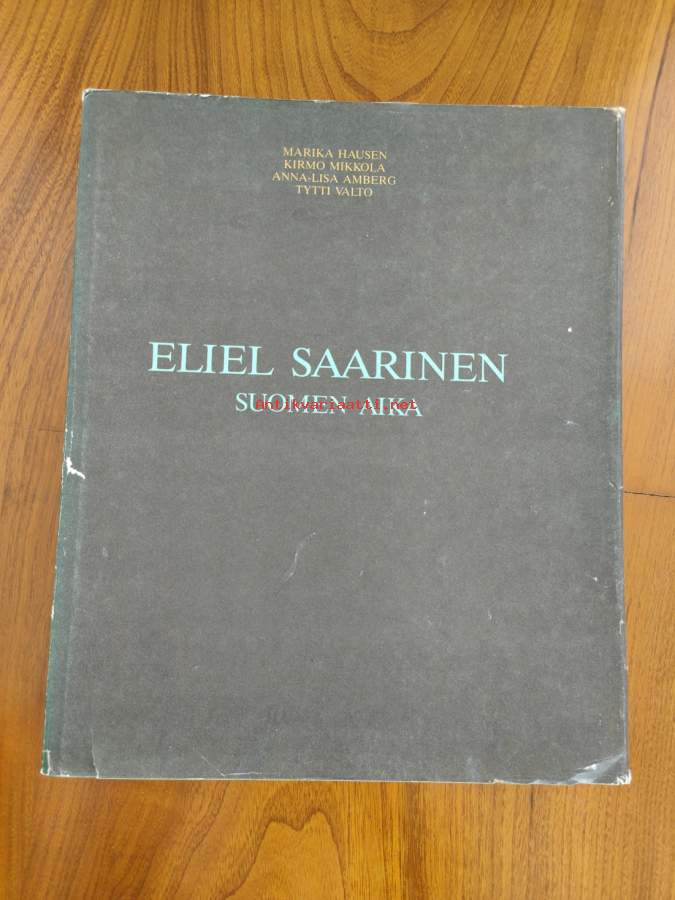 MARIKA HAUSEN
KIRMO MIKKOLA
ANNA-LISA AMBERG
TYTTI VALTO
ELIEL SAARINEN
SUOMEN AIKA
Antikvariaatti.net